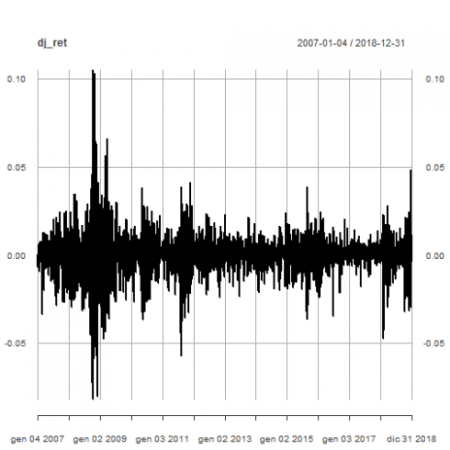 dj_ret 2007-01-04 / 2018-12-31
0.10 0.10
0.05 0.05
0.00 0.00
-0.05 -0.05
gen 04 2007 gen 02 2009 gen 03 2011 gen 02 2013 gen 02 2015 gen 03 2017 dic 31 2018